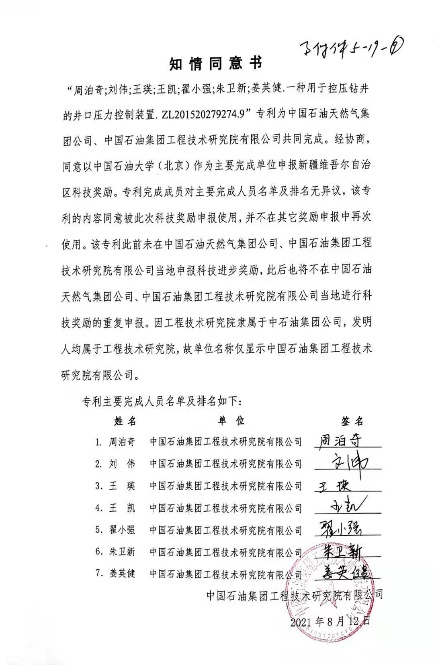 子付件5-19-⑥
知情同意书
“周泊奇;刘伟;王瑛;王凯;翟小强;朱卫新;姜英健.一种用于控压钻井
的井口压力控制装置.ZL201520279274.9”专利为中国石油天然气集
团公司、中国石油集团工程技术研究院有限公司共同完成。经协商,
同意以中国石油大学（北京）作为主要完成单位申报新疆维吾尔自治
区科技奖励。专利完成成员对主要完成人员名单及排名无异议,该专
利的内容同意被此次科技奖励申报使用,并不在其它奖励申报中再次
使用。该专利此前未在中国石油天然气集团公司、中国石油集团工程
技术研究院有限公司当地申报科技进步奖励,此后也将不在中国石油
天然气集团公司、中国石油集团工程技术研究院有限公司当地进行科
技奖励的重复申报。因工程技术研究院隶属于中石油集团公司,发明
人均属于工程技术研究院,故单位名称仅显示中国石油集团工程技术
研究院有限公司。
专利主要完成人员名单及排名如下:
姓名 单位 签名
1. 周泊奇 中国石油集团工程技术研究院有限公司 周泊奇
2. 刘 伟 中国石油集团工程技术研究院有限公司 刘伟
3. 王 瑛 中国石油集团工程技术研究院有限公司 王瑛
4. 王 凯 中国石油集团工程技术研究院有限公司 王凯
5. 翟小强 中国石油集团工程技术研究院有限公司 翟小强
6. 朱卫新 中国石油集团工程技术研究院有限公司 朱卫新
7. 姜英健 中国石油集团工程技术研究院有限公司 姜英健
中国石油集团工程技术研究院有限公司
2021年8月12日